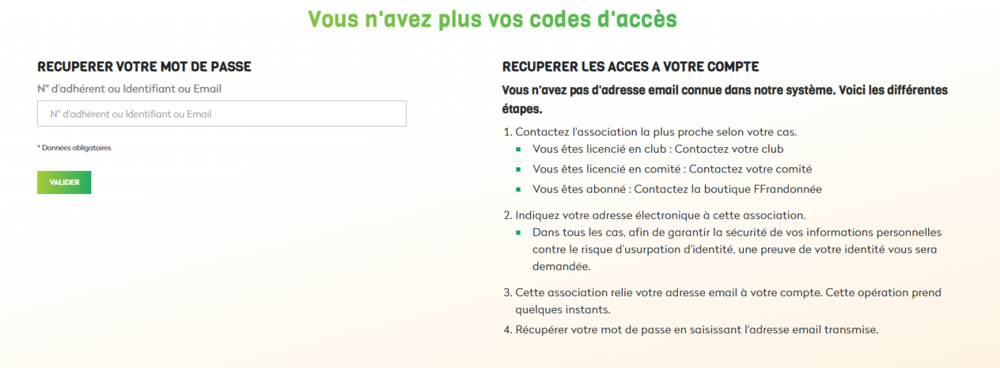 Vous n'avez plus vos codes d'accès
RECUPERER VOTRE MOT DE PASSE
N° d'adhérent ou Identifiant ou Email
N° d'adhérent ou Identifiant ou Email
* Données obligatoires
VALIDER
RECUPERER LES ACCES A VOTRE COMPTE
Vous n'avez pas d'adresse email connue dans notre système. Voici les différentes
étapes.
1. Contactez l'association la plus proche selon votre cas.
▪ Vous êtes licencié en club : Contactez votre club
▪ Vous êtes licencié en comité : Contactez votre comité
▪ Vous êtes abonné : Contactez la boutique FFrandonnée
2. Indiquez votre adresse électronique à cette association.
▪ Dans tous les cas, afin de garantir la sécurité de vos informations personnelles
contre le risque d'usurpation d'identité, une preuve de votre identité vous sera
demandée.
3. Cette association relie votre adresse email à votre compte. Cette opération prend
quelques instants.
4. Récupérer votre mot de passe en saisissant l'adresse email transmise.